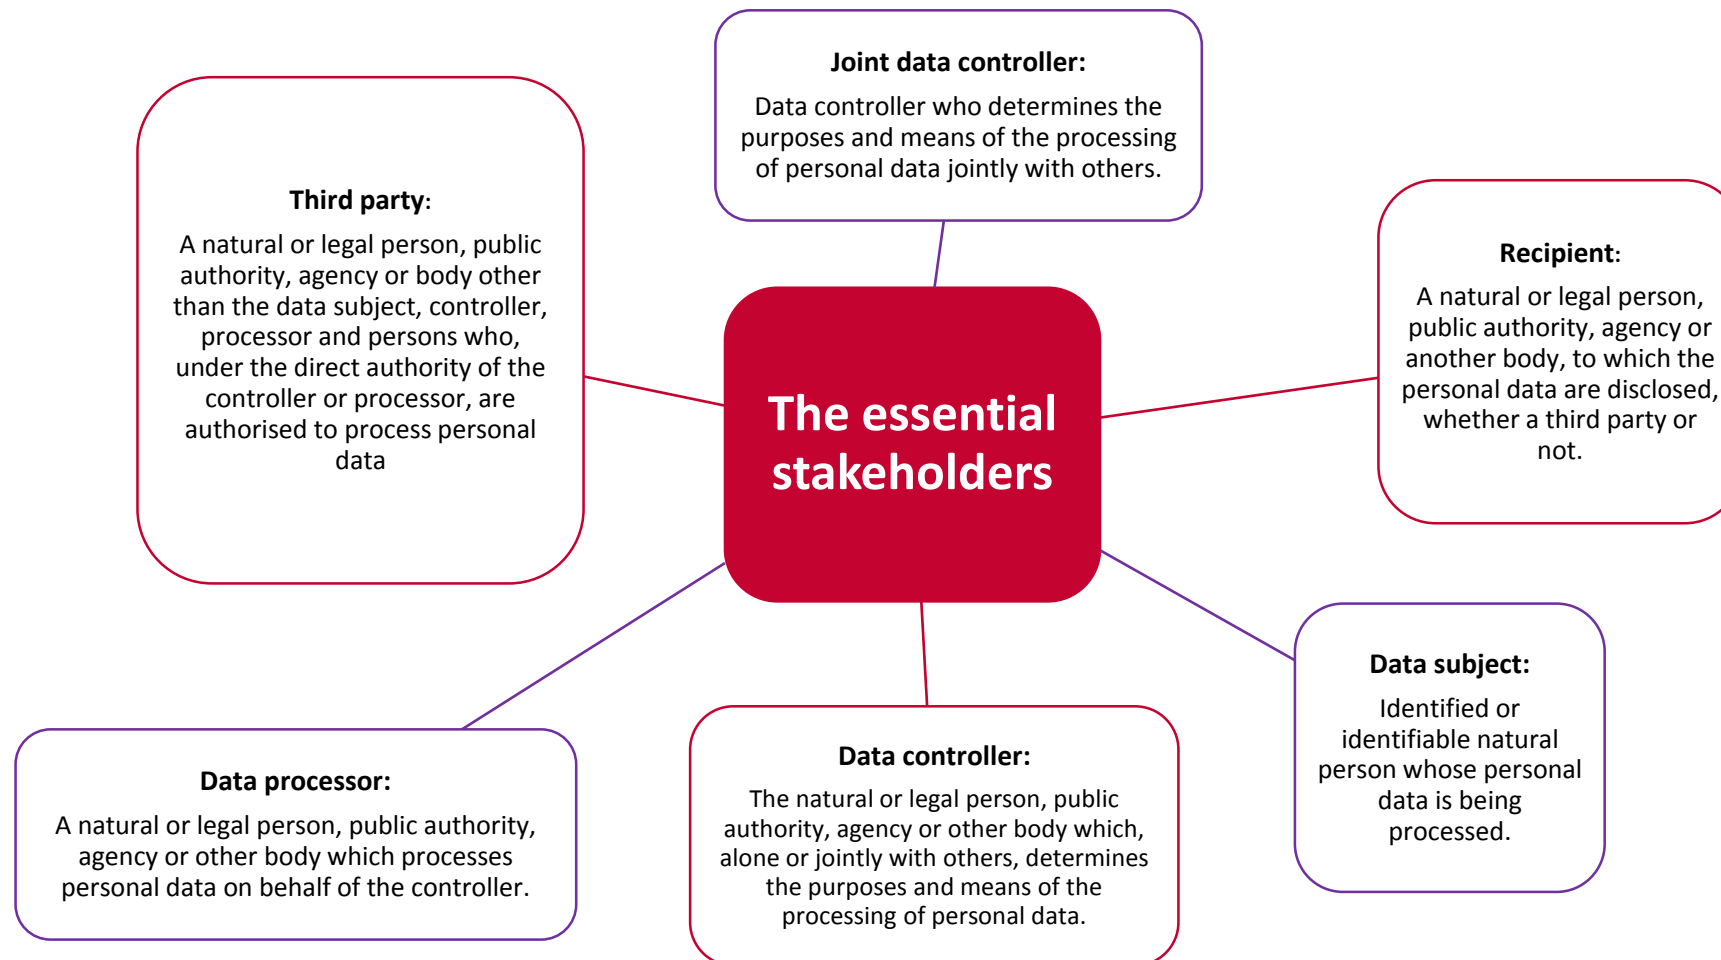 Joint data controller:
Data controller who determines the
purposes and means of the processing
of personal data jointly with others.
Third party:
A natural or legal person, public
authority, agency or body other
than the data subject, controller,
processor and persons who,
under the direct authority of the
controller or processor, are
authorised to process personal
data
Recipient:
A natural or legal person,
public authority, agency or
another body, to which the
personal data are disclosed,
whether a third party or
not.
The essential
stakeholders
Data subject:
Identified or
identifiable natural
person whose personal
data is being
processed.
Data processor:
A natural or legal person, public authority,
agency or other body which processes
personal data on behalf of the controller.
Data controller:
The natural or legal person, public
authority, agency or other body which,
alone or jointly with others, determines
the purposes and means of the
processing of personal data.